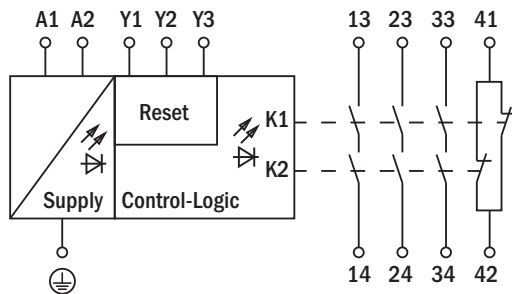 A1 A2 Y1 Y2 Y3 13 23 33 41
Reset
K1
K2
Supply Control-Logic
14 24 34 42